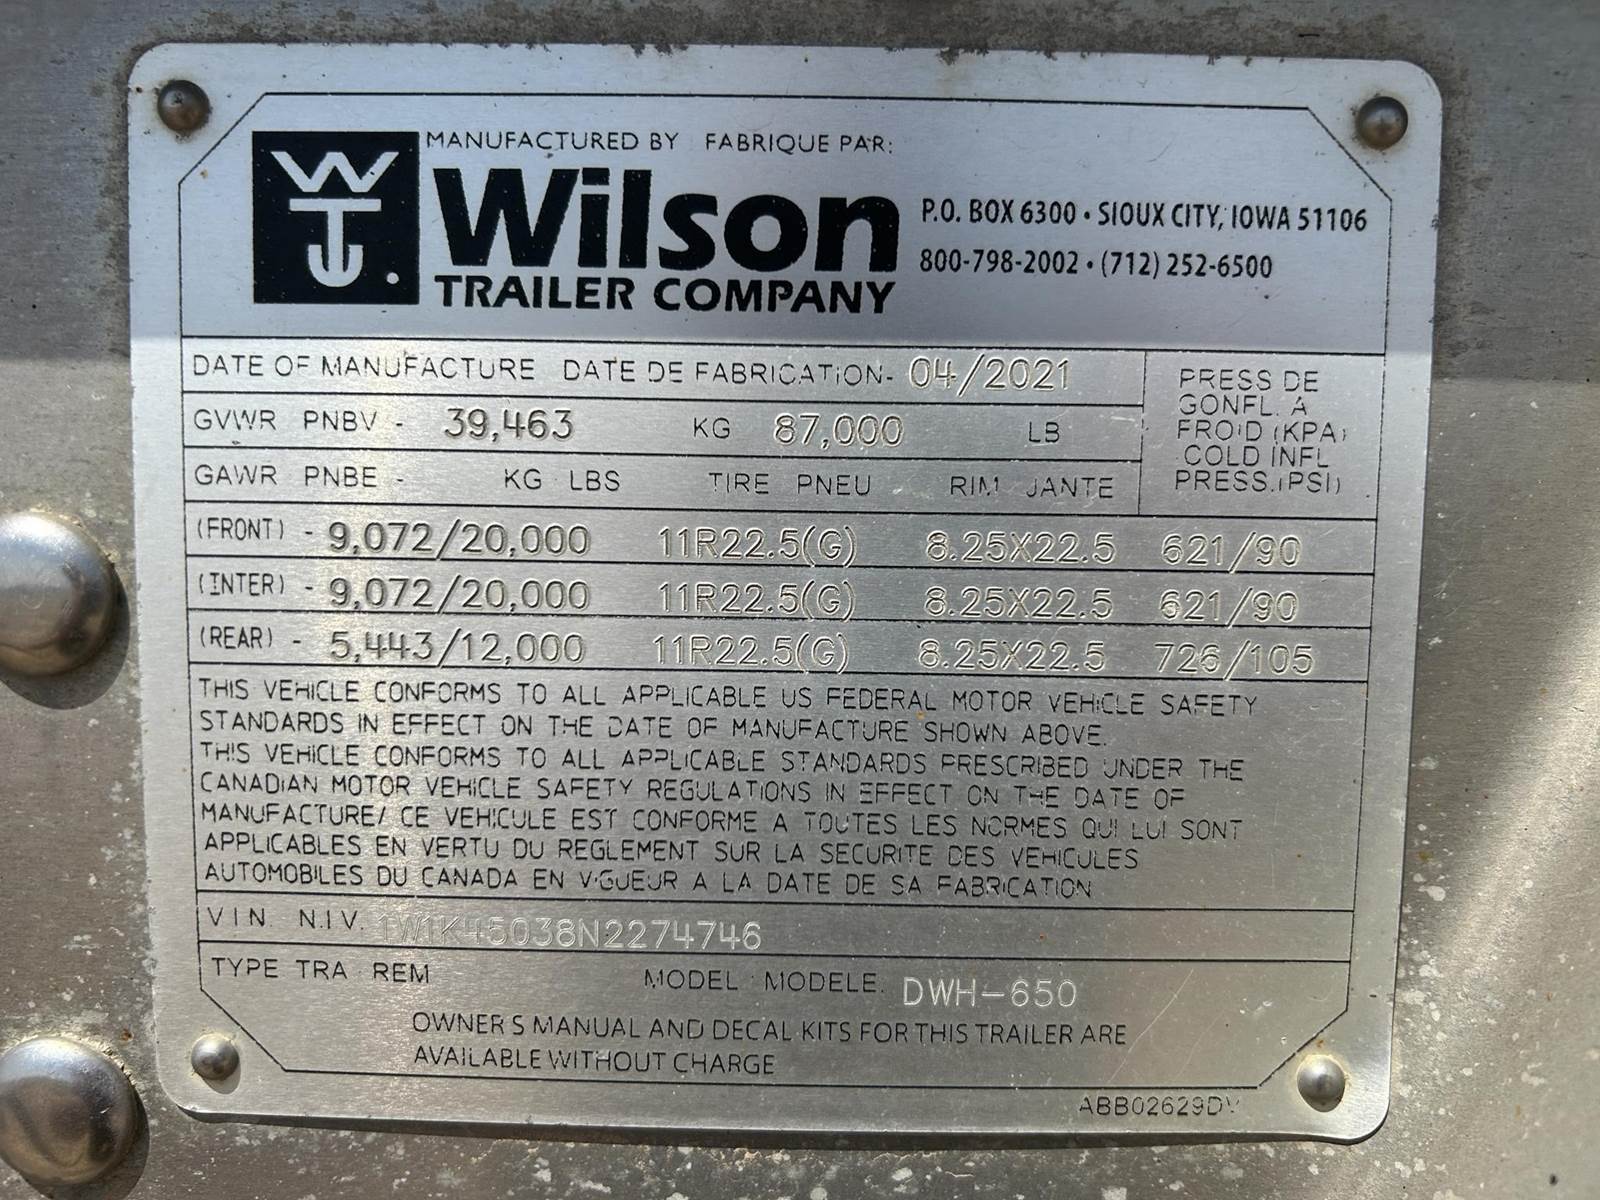 MANUFACTURED BY FABRIQUE PAR:
WTJ
Wilson
TRAILER COMPANY
P.O. BOX 6300 • SIOUX CITY, IOWA 51106
800-798-2002 • (712) 252-6500
DATE OF MANUFACTURE DATE DE FABRICATION- 04/2021
GVWR PNBV - 39,463 KG 87,000 LB
PRESS DE
GONFL. A
FROID (KPA)
COLD INFL
PRESS.(PSI)
GAWR PNBE - KG LBS TIRE PNEU RIM JANTE
(FRONT) - 9,072/20,000 11R22.5(G) 8.25X22.5 621/90
(INTER) - 9,072/20,000 11R22.5(G) 8.25X22.5 621/90
(REAR) - 5,443/12,000 11R22.5(G) 8.25X22.5 726/105
THIS VEHICLE CONFORMS TO ALL APPLICABLE US FEDERAL MOTOR VEHICLE SAFETY
STANDARDS IN EFFECT ON THE DATE OF MANUFACTURE SHOWN ABOVE.
THIS VEHICLE CONFORMS TO ALL APPLICABLE STANDARDS PRESCRIBED UNDER THE
CANADIAN MOTOR VEHICLE SAFETY REGULATIONS IN EFFECT ON THE DATE OF
MANUFACTURE/ CE VEHICULE EST CONFORME A TOUTES LES NORMES QUI LUI SONT
APPLICABLES EN VERTU DU REGLEMENT SUR LA SECURITE DES VEHICULES
AUTOMOBILES DU CANADA EN VIGUEUR A LA DATE DE SA FABRICATION
VIN N.I.V. 1W1K45038N2274746
TYPE TRA REM MODEL MODELE. DWH-650
OWNER S MANUAL AND DECAL KITS FOR THIS TRAILER ARE
AVAILABLE WITHOUT CHARGE